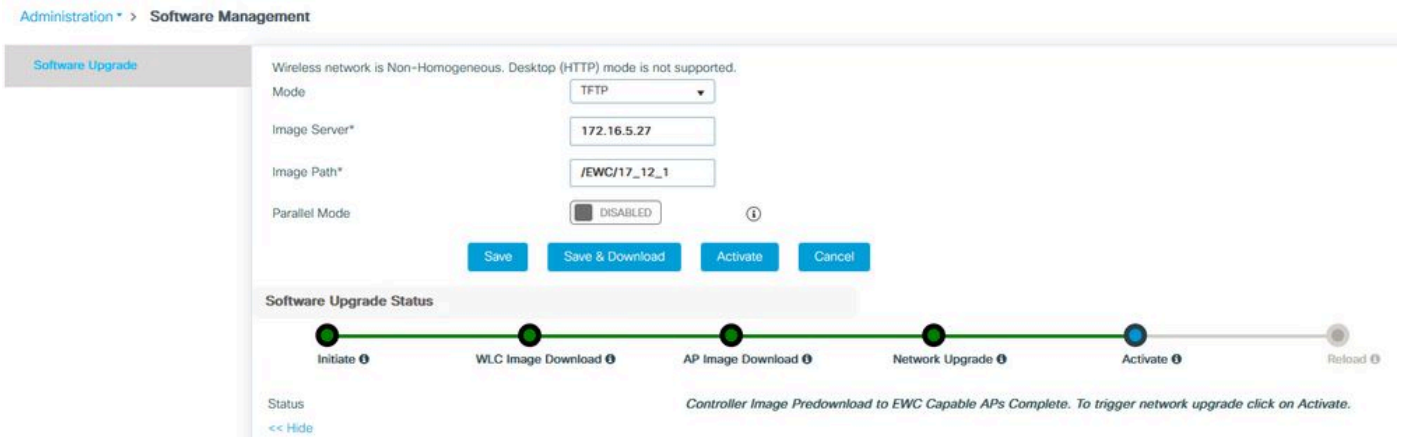 Administration > Software Management
Software Upgrade
Wireless network is Non-Homogeneous. Desktop (HTTP) mode is not supported.
Mode TFTP
Image Server* 172.16.5.27
Image Path* /EWC/17_12_1
Parallel Mode DISABLED
Save Save & Download Activate Cancel
Software Upgrade Status
Initiate WLC Image Download AP Image Download Network Upgrade Activate Reload
Status Controller Image Predownload to EWC Capable APs Complete. To trigger network upgrade click on Activate.
<< Hide